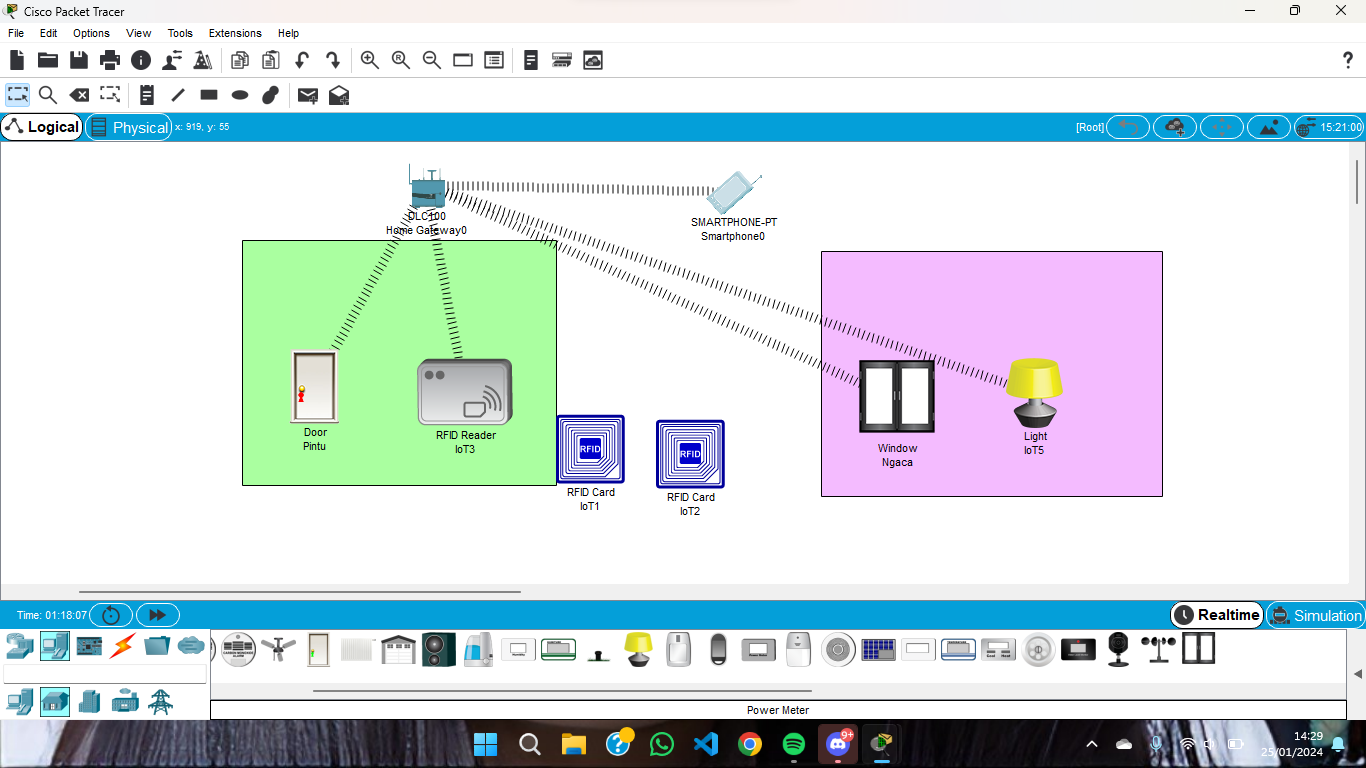 Cisco Packet Tracer
File Edit Options View Tools Extensions Help
Logical
Physical
x: 919, y: 55
[Root]
15:21:00
DLC100
Home Gateway0
SMARTPHONE-PT
Smartphone0
Door
Pintu
RFID Reader
IoT3
RFID
RFID Card
IoT1
RFID
RFID Card
IoT2
Window
Ngaca
Light
IoT5
Time: 01:18:07
Realtime
Simulation
Power Meter
9+
14:29
25/01/2024